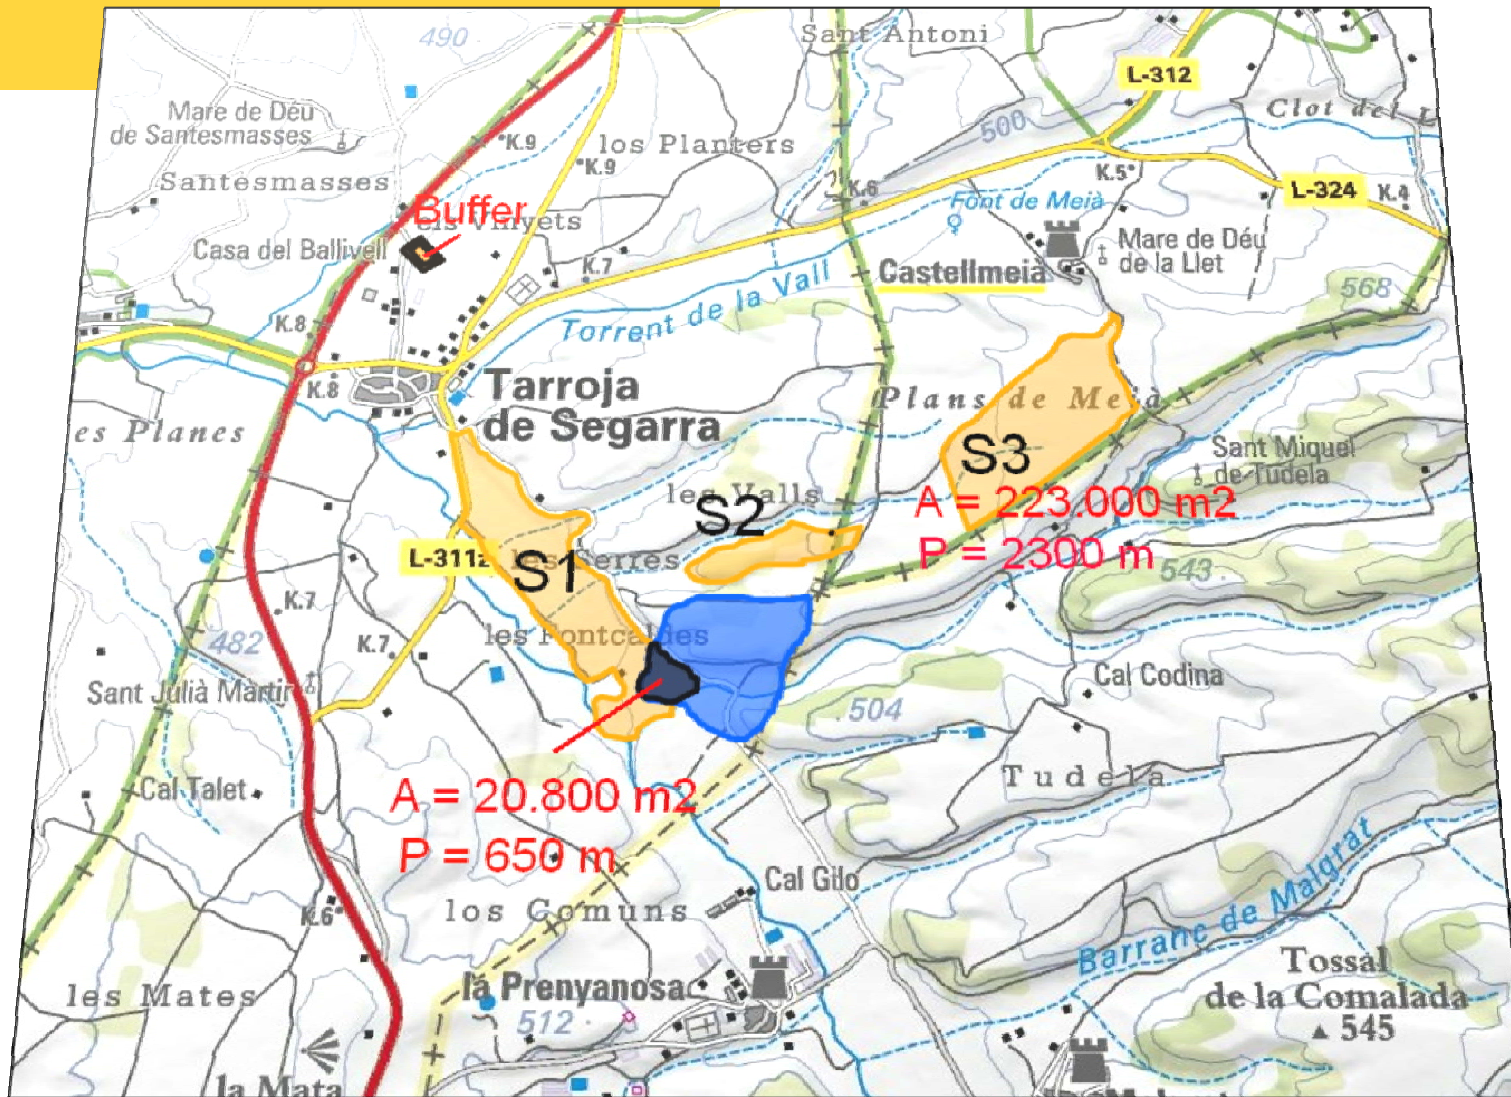 490
Sant Antoni
L-312
Mare de Déu
de Santesmasses
K.9
los Planters
K.9
500
Clot del L
Santesmasses
K.6
K.5
L-324
K.4
Buffer
els Vinyets
Font de Meià
Casa del Ballivell
K.7
Castellmeià
Mare de Déu
de la Llet
568
K.8
Torrent de la Vall
K.8
Tarroja
de Segarra
Plans de Meià
es Planes
S3
Sant Miquel
de Tudela
les Valls
S2
A = 223.000 m2
P = 2300 m
L-311z
les Serres
S1
543
K.7
482
K.7
les Fontcaldes
Sant Julià Màrtir
Cal Codina
504
Cal Talet
Tudela
A = 20.800 m2
P = 650 m
Cal Gilo
K.6
los Comuns
Barranc de Malgrat
Tossal
de la Comalada
545
les Mates
la Prenyanosa
512
la Mata